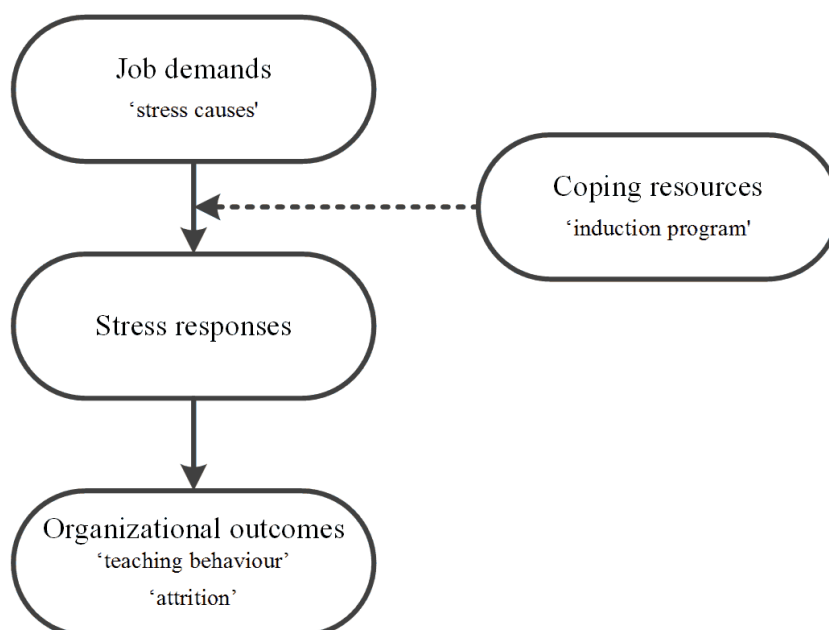 Job demands
‘stress causes'
Coping resources
‘induction program'
Stress responses
Organizational outcomes
‘teaching behaviour’
‘attrition’